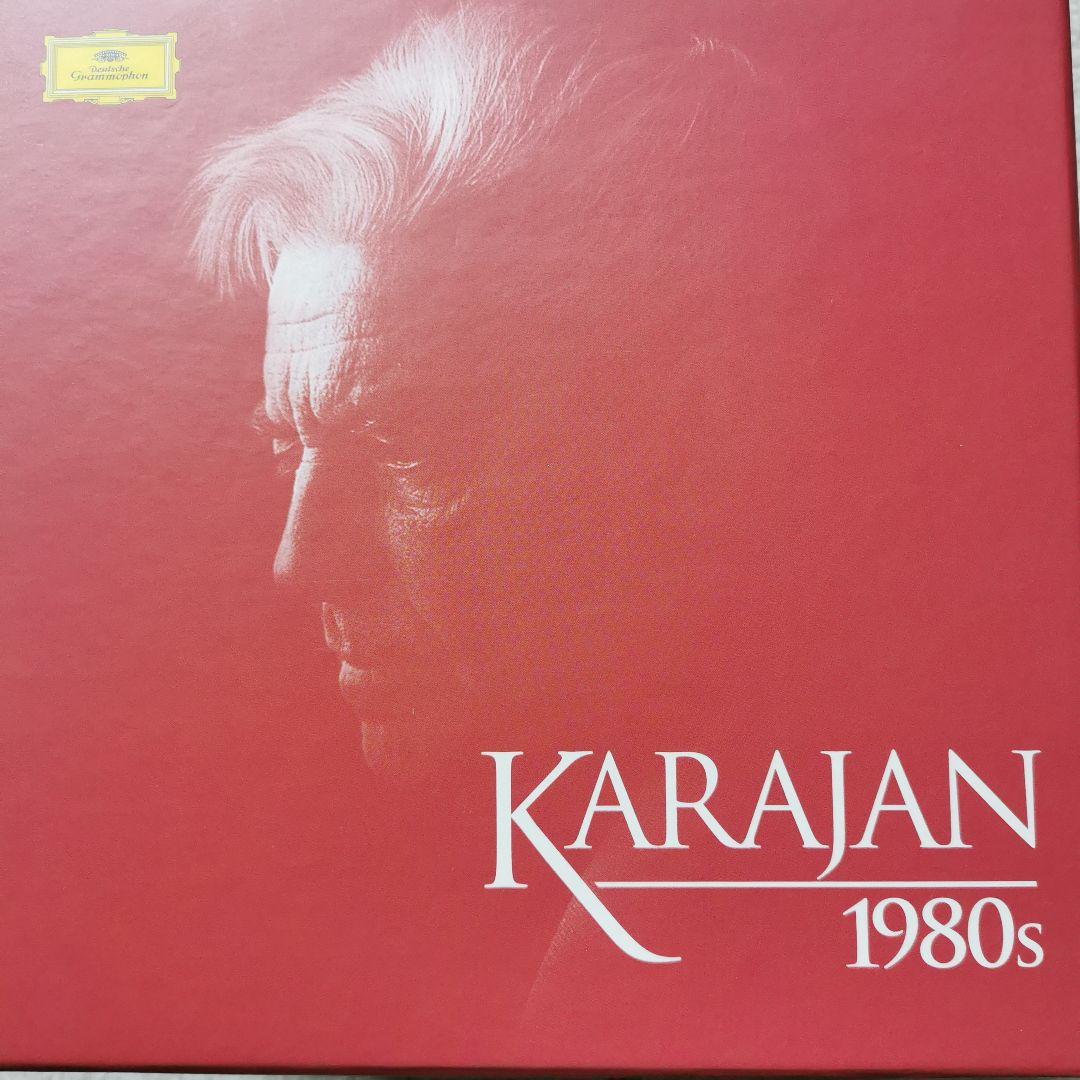 Deutsche
Grammophon
KARAJAN
1980s